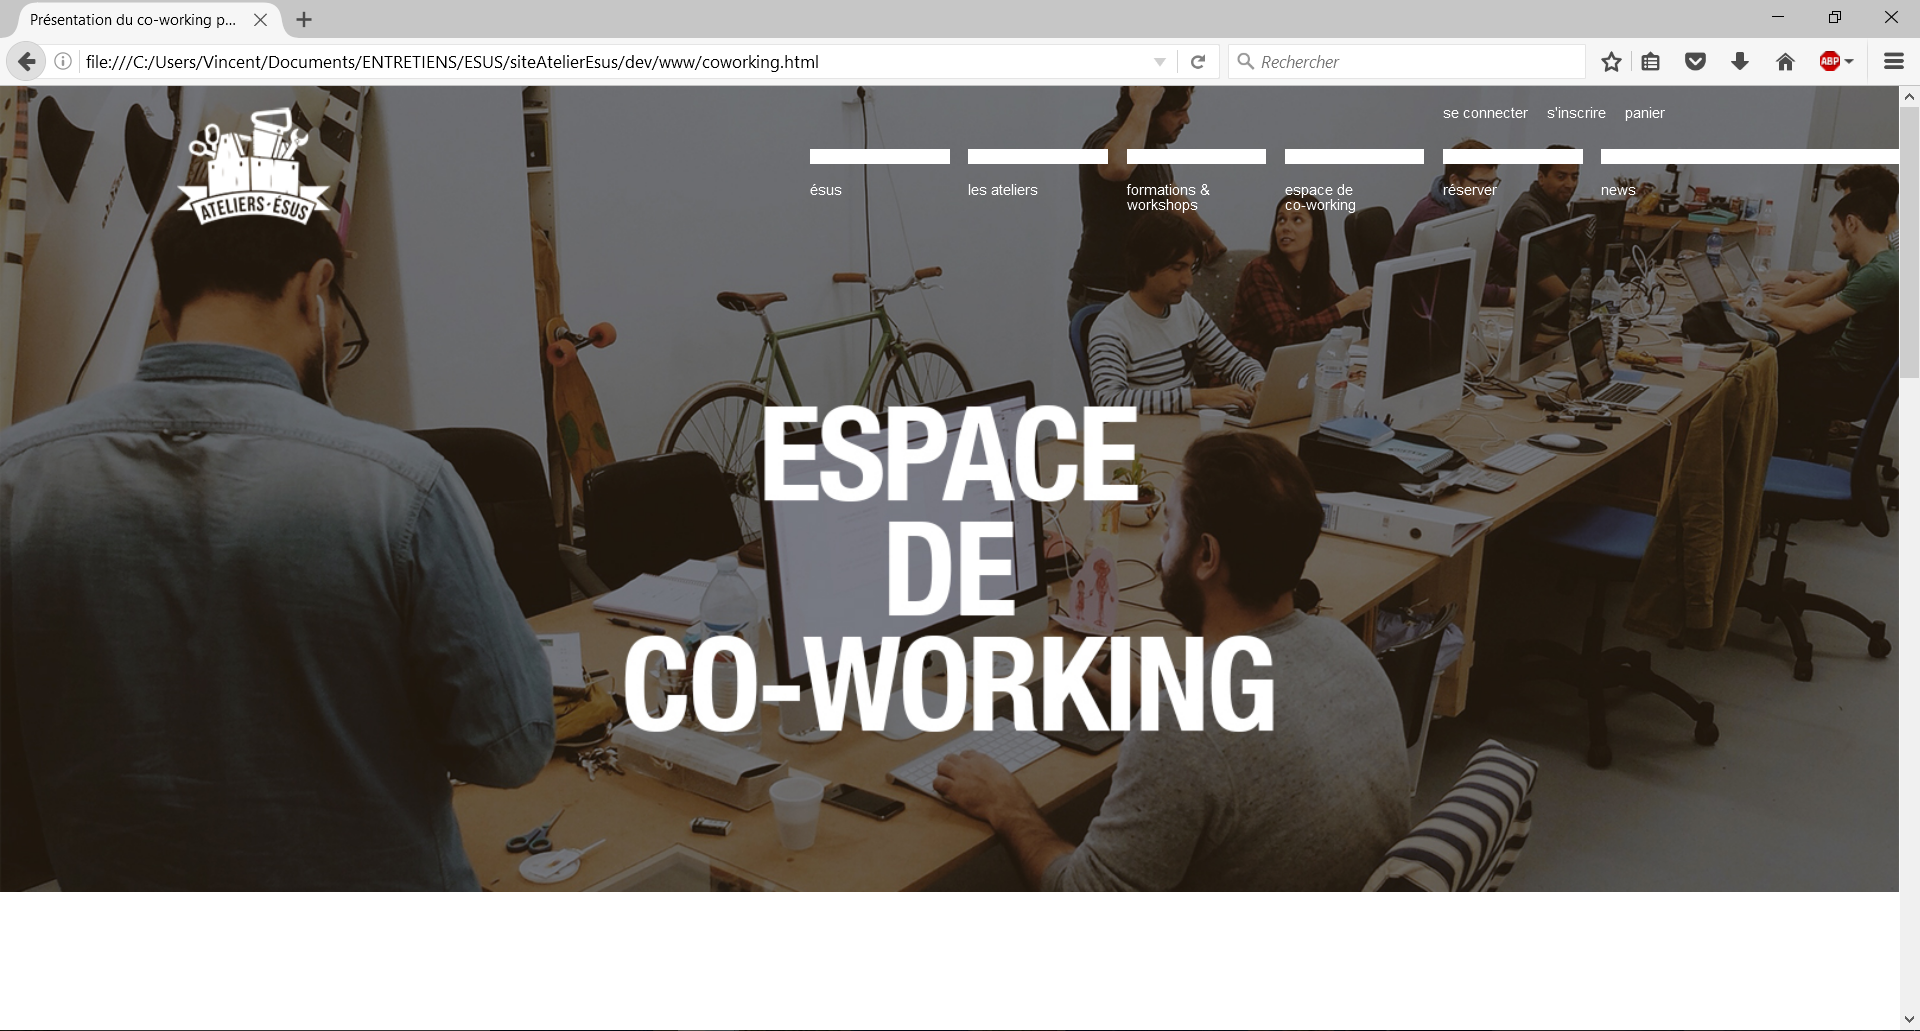 Présentation du co-working p...
file:///C:/Users/Vincent/Documents/ENTRETIENS/ESUS/siteAtelierEsus/dev/www/coworking.html
Rechercher
ABP
ATELIERS · ÉSUS
se connecter s'inscrire panier
ésus
les ateliers
formations &
workshops
espace de
co-working
réserver
news
ESPACE
DE
CO-WORKING